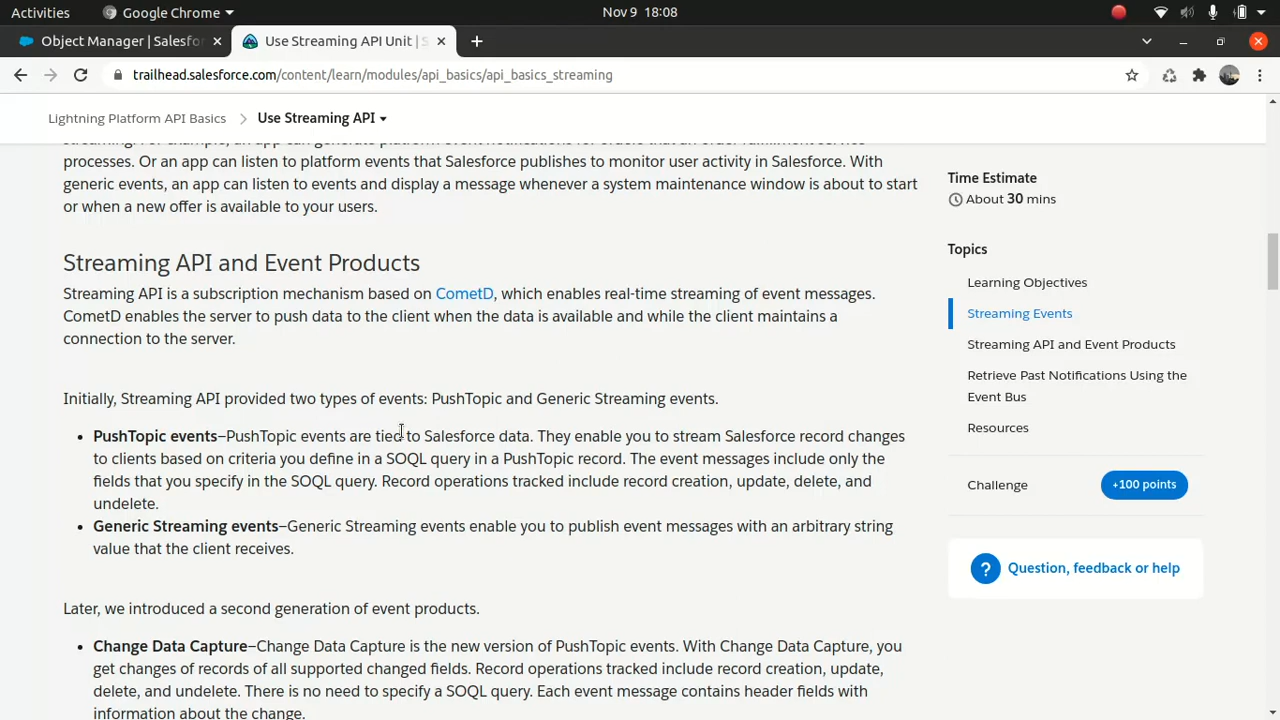 Activities
Google Chrome
Nov 9 18:08
Object Manager | Salesfo
Use Streaming API Unit | S
trailhead.salesforce.com/content/learn/modules/api_basics/api_basics_streaming
Lightning Platform API Basics
Use Streaming API
processes. Or an app can listen to platform events that Salesforce publishes to monitor user activity in Salesforce. With
generic events, an app can listen to events and display a message whenever a system maintenance window is about to start
or when a new offer is available to your users.
Streaming API and Event Products
Streaming API is a subscription mechanism based on CometD, which enables real-time streaming of event messages.
CometD enables the server to push data to the client when the data is available and while the client maintains a
connection to the server.
Initially, Streaming API provided two types of events: PushTopic and Generic Streaming events.
• PushTopic events–PushTopic events are tied to Salesforce data. They enable you to stream Salesforce record changes
to clients based on criteria you define in a SOQL query in a PushTopic record. The event messages include only the
fields that you specify in the SOQL query. Record operations tracked include record creation, update, delete, and
undelete.
• Generic Streaming events–Generic Streaming events enable you to publish event messages with an arbitrary string
value that the client receives.
Later, we introduced a second generation of event products.
• Change Data Capture–Change Data Capture is the new version of PushTopic events. With Change Data Capture, you
get changes of records of all supported changed fields. Record operations tracked include record creation, update,
delete, and undelete. There is no need to specify a SOQL query. Each event message contains header fields with
information about the change.
Time Estimate
About 30 mins
Topics
Learning Objectives
Streaming Events
Streaming API and Event Products
Retrieve Past Notifications Using the
Event Bus
Resources
Challenge
+100 points
? Question, feedback or help